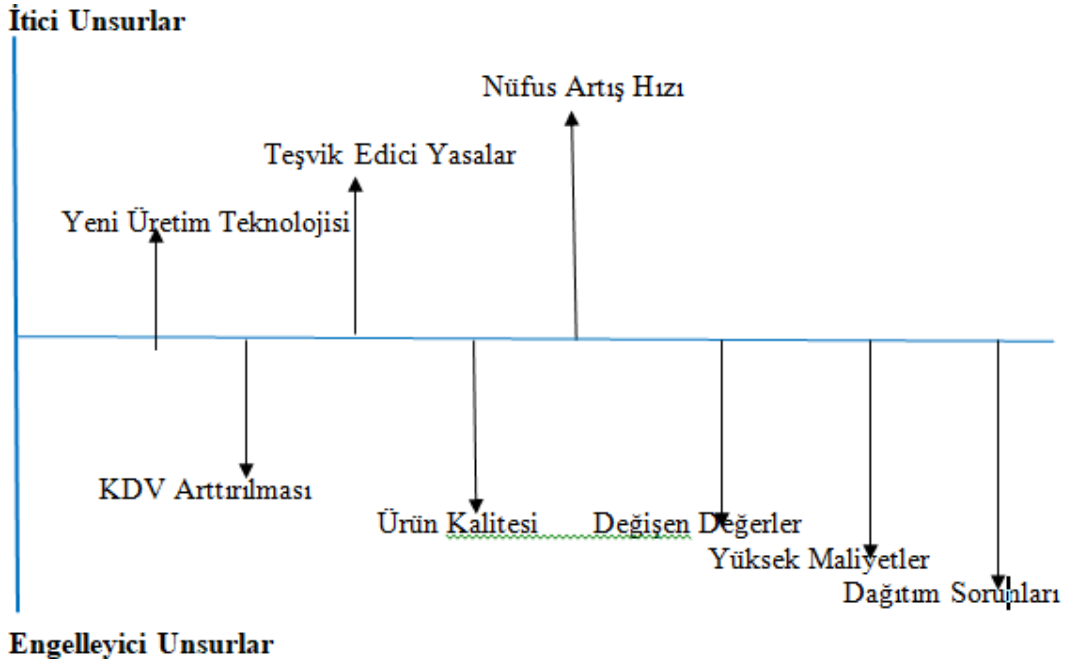 İtici Unsurlar
Nüfus Artış Hızı
Teşvik Edici Yasalar
Yeni Üretim Teknolojisi
KDV Arttırılması
Ürün Kalitesi Değişen Değerler
Yüksek Maliyetler
Dağıtım Sorunları
Engelleyici Unsurlar